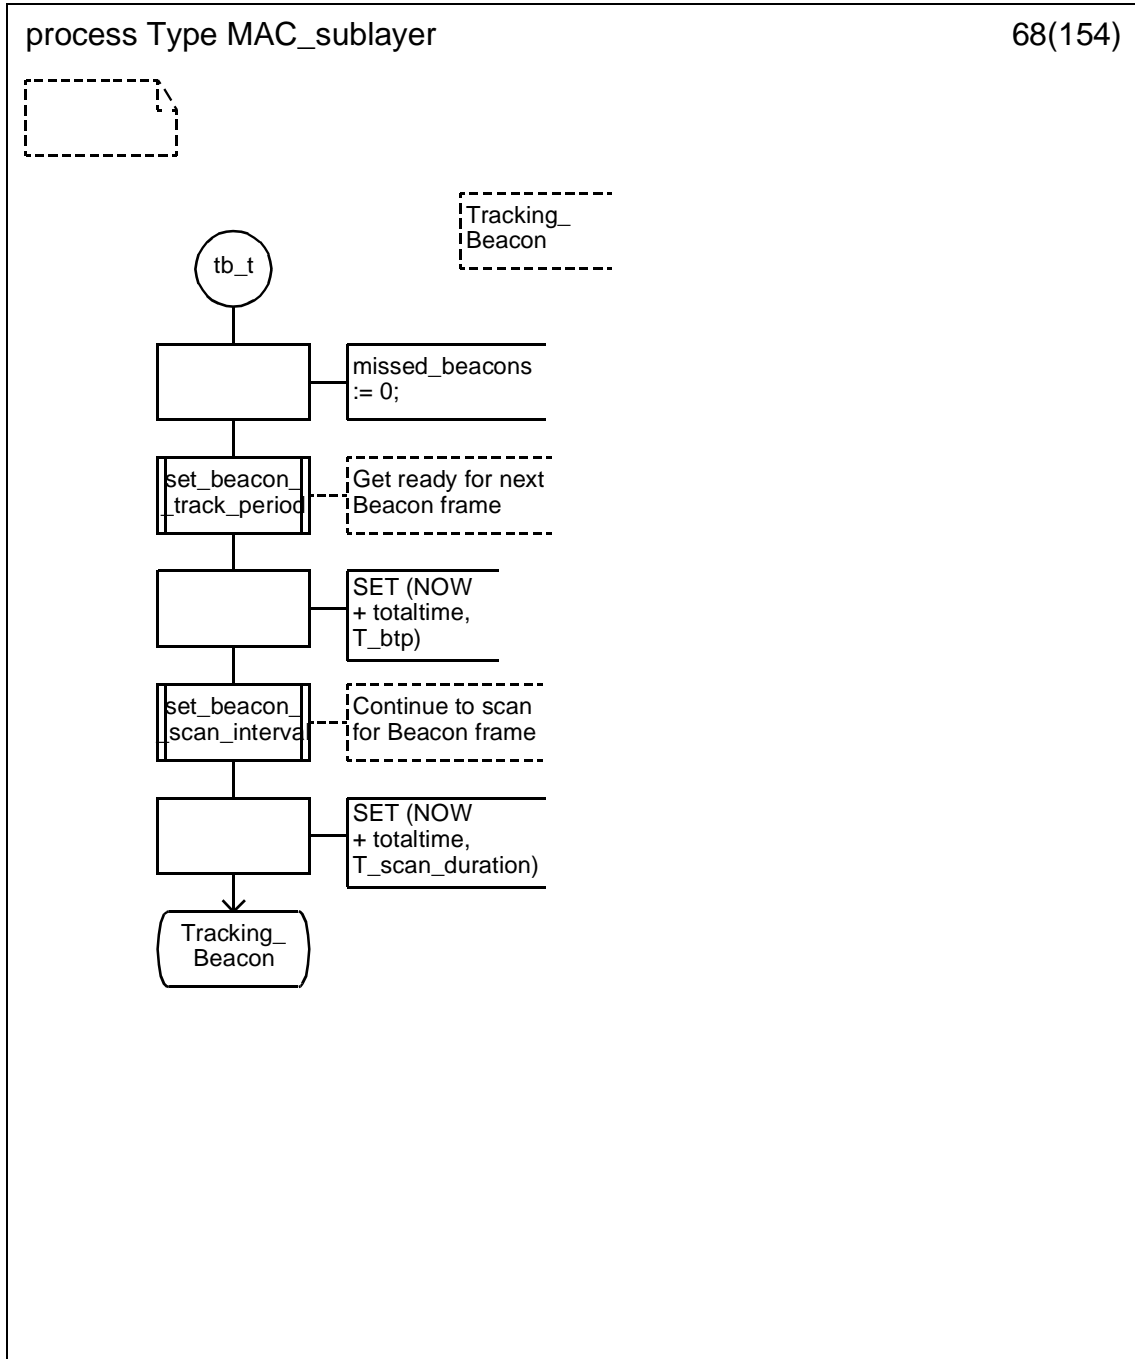 process Type MAC_sublayer
68(154)
Tracking_
Beacon
tb_t
missed_beacons
:= 0;
set_beacon_
_track_period
Get ready for next
Beacon frame
SET (NOW
+ totaltime,
T_btp)
set_beacon_
_scan_interval
Continue to scan
for Beacon frame
SET (NOW
+ totaltime,
T_scan_duration)
Tracking_
Beacon